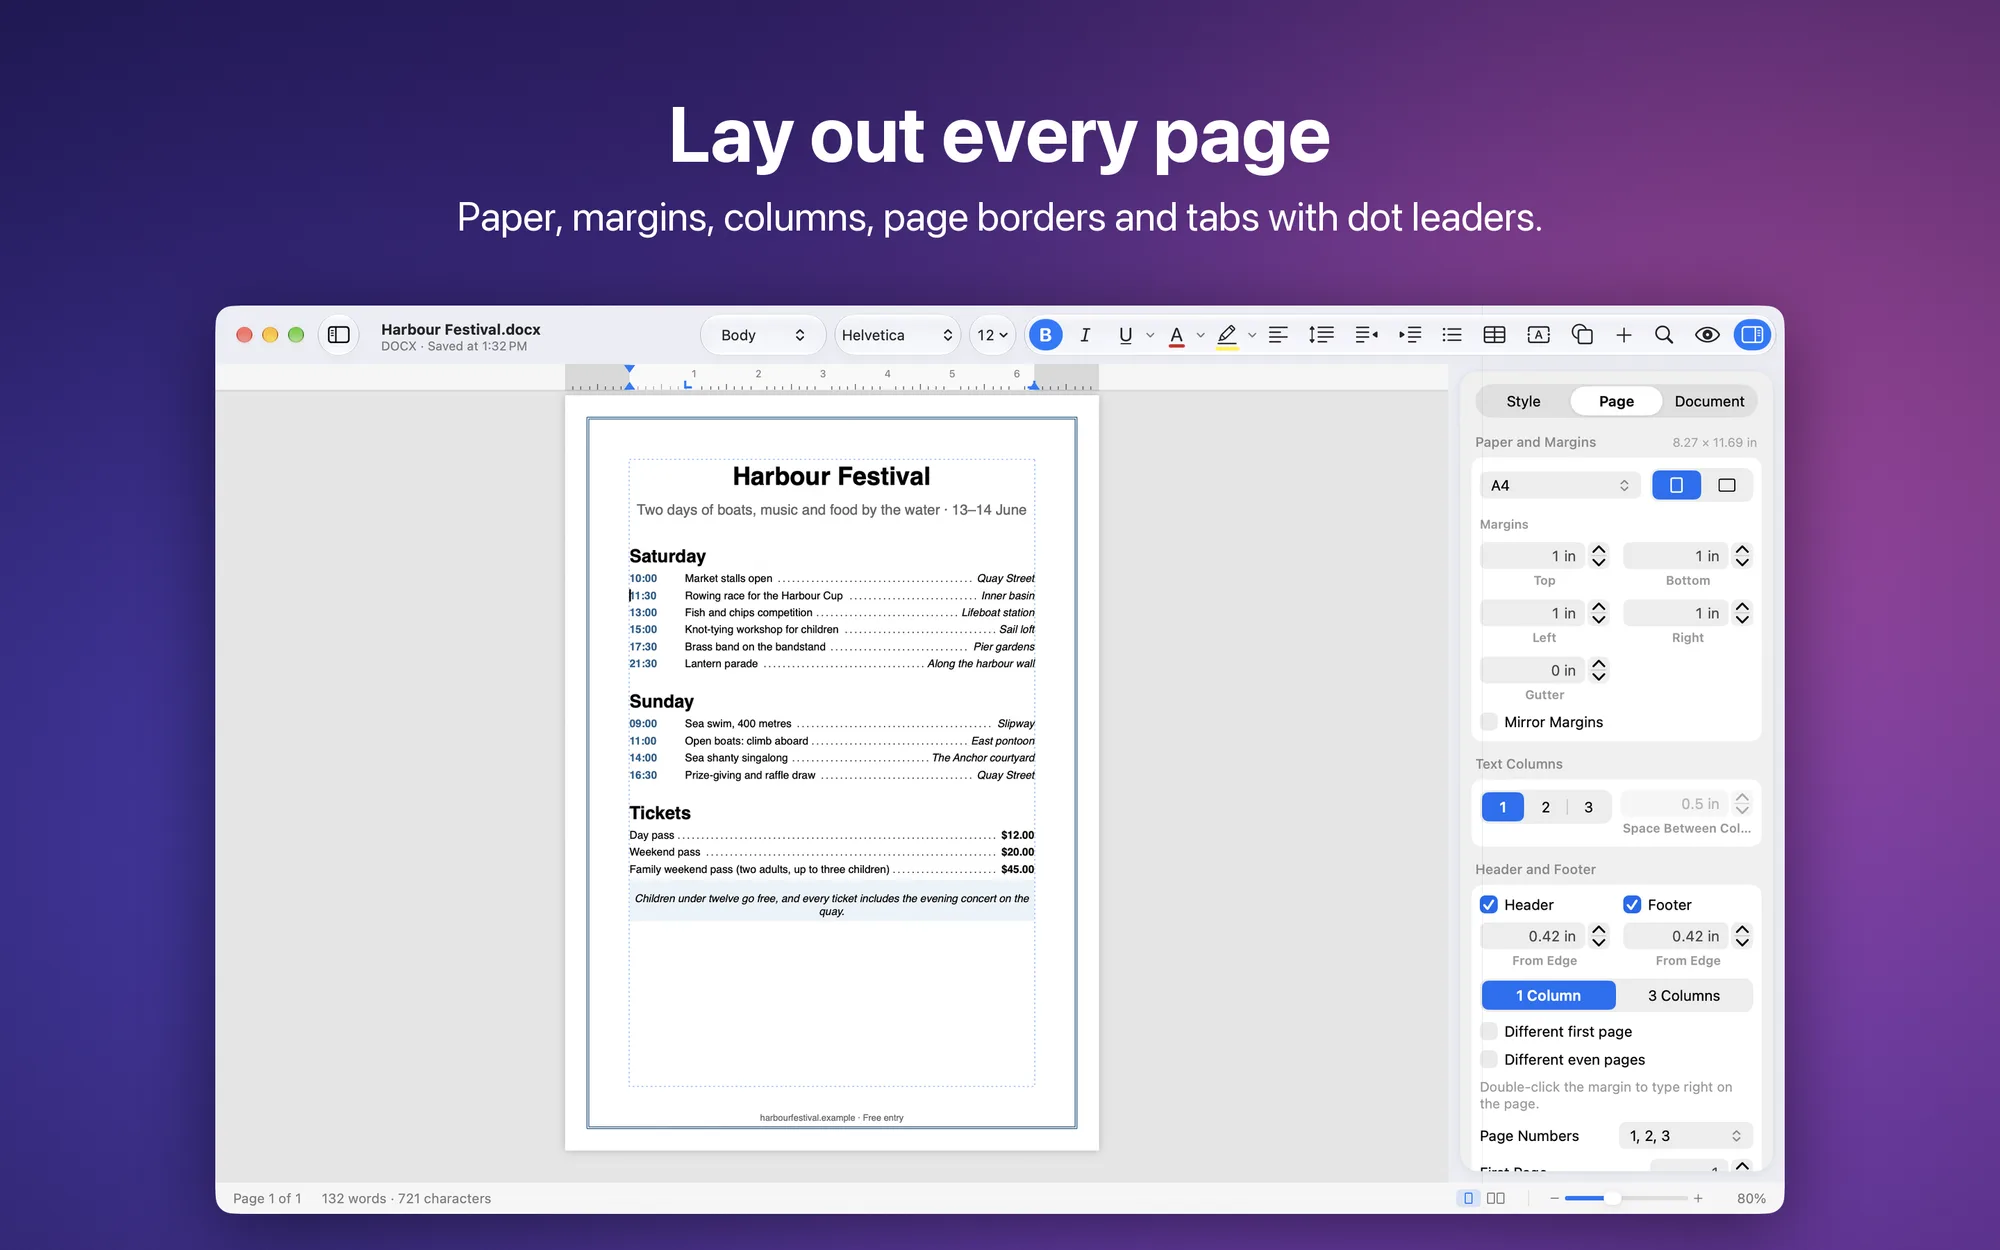 Lay out every page
Paper, margins, columns, page borders and tabs with dot leaders.
Harbour Festival.docx
DOCX · Saved at 1:32 PM
Body
Helvetica
12
B I U A A
1 2 3 4 5 6
Harbour Festival
Two days of boats, music and food by the water · 13–14 June
Saturday
10:00 Market stalls open ........ Quay Street
11:30 Rowing race for the Harbour Cup ........ Inner basin
13:00 Fish and chips competition ........ Lifeboat station
15:00 Knot-tying workshop for children ........ Sail loft
17:30 Brass band on the bandstand ........ Pier gardens
21:30 Lantern parade ........ Along the harbour wall
Sunday
09:00 Sea swim, 400 metres ........ Slipway
11:00 Open boats: climb aboard ........ East pontoon
14:00 Sea shanty singalong ........ The Anchor courtyard
16:30 Prize-giving and raffle draw ........ Quay Street
Tickets
Day pass ........ $12.00
Weekend pass ........ $20.00
Family weekend pass (two adults, up to three children) ........ $45.00
Children under twelve go free, and every ticket includes the evening concert on the
quay.
harbourfestival.example · Free entry
Style Page Document
Paper and Margins 8.27 × 11.69 in
A4
Margins
1 in 1 in
Top Bottom
1 in 1 in
Left Right
0 in
Gutter
Mirror Margins
Text Columns
1 2 3 0.5 in
Space Between Col...
Header and Footer
Header Footer
0.42 in 0.42 in
From Edge From Edge
1 Column 3 Columns
Different first page
Different even pages
Double-click the margin to type right on
the page.
Page Numbers 1, 2, 3
First Page 1
Page 1 of 1 132 words · 721 characters
80%